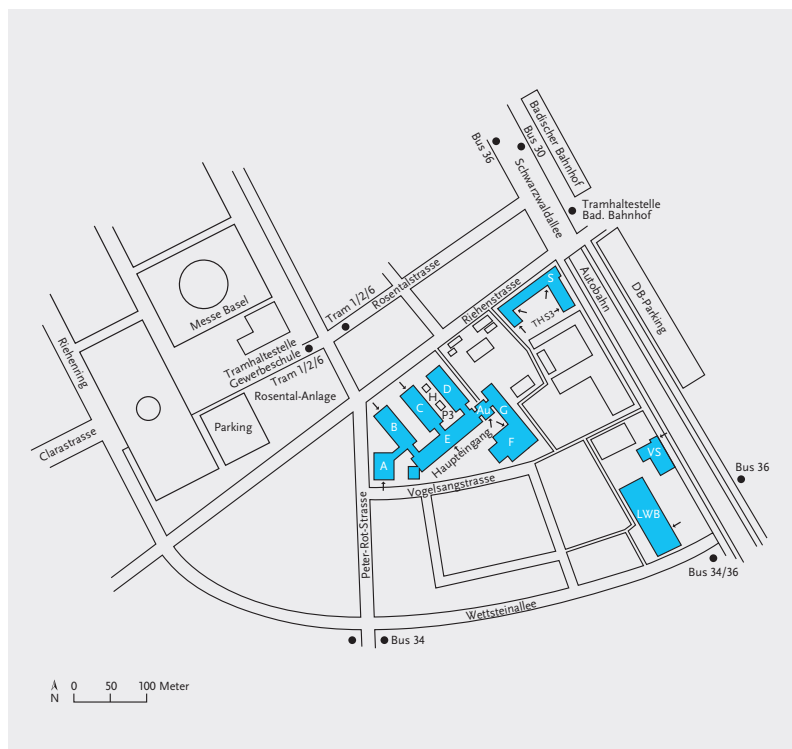 Badischer Bahnhof
Bus 36
Bus 30
Schwarzwaldallee
Tramhaltestelle
Bad. Bahnhof
Autobahn
DB-Parking
S
TH.S3
Riehenstrasse
Rosentalstrasse
Tram 1/2/6
Messe Basel
Tramhaltestelle
Gewerbeschule
Tram 1/2/6
Rosental-Anlage
Riehenring
Clarastrasse
Parking
D
H
C
P3
B
Au
G
E
F
A
Haupteingang
Vogelsangstrasse
Peter-Rot-Strasse
VS
LWB
Bus 36
Bus 34/36
Wettsteinallee
Bus 34
N
0 50 100 Meter